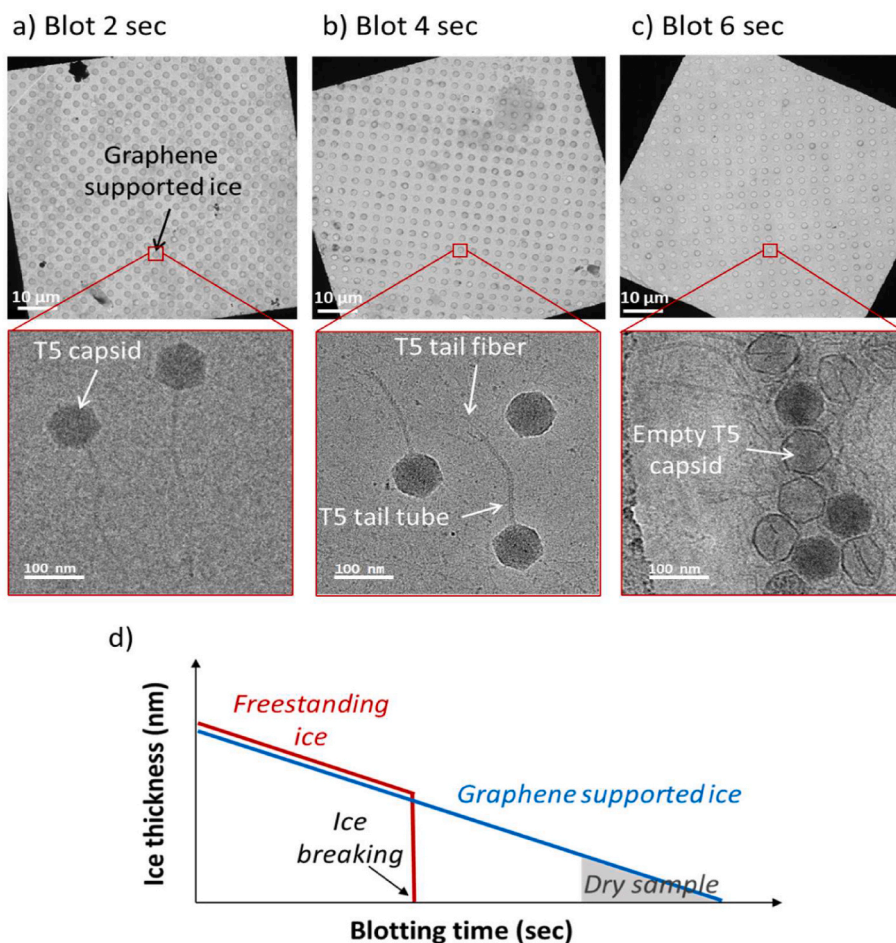 a) Blot 2 sec
b) Blot 4 sec
c) Blot 6 sec
Graphene
supported ice
10 µm
10 µm
10 µm
T5 capsid
100 nm
T5 tail fiber
T5 tail tube
100 nm
Empty T5
capsid
100 nm
d)
Ice thickness (nm)
Freestanding
ice
Graphene supported ice
Ice
breaking
Dry sample
Blotting time (sec)